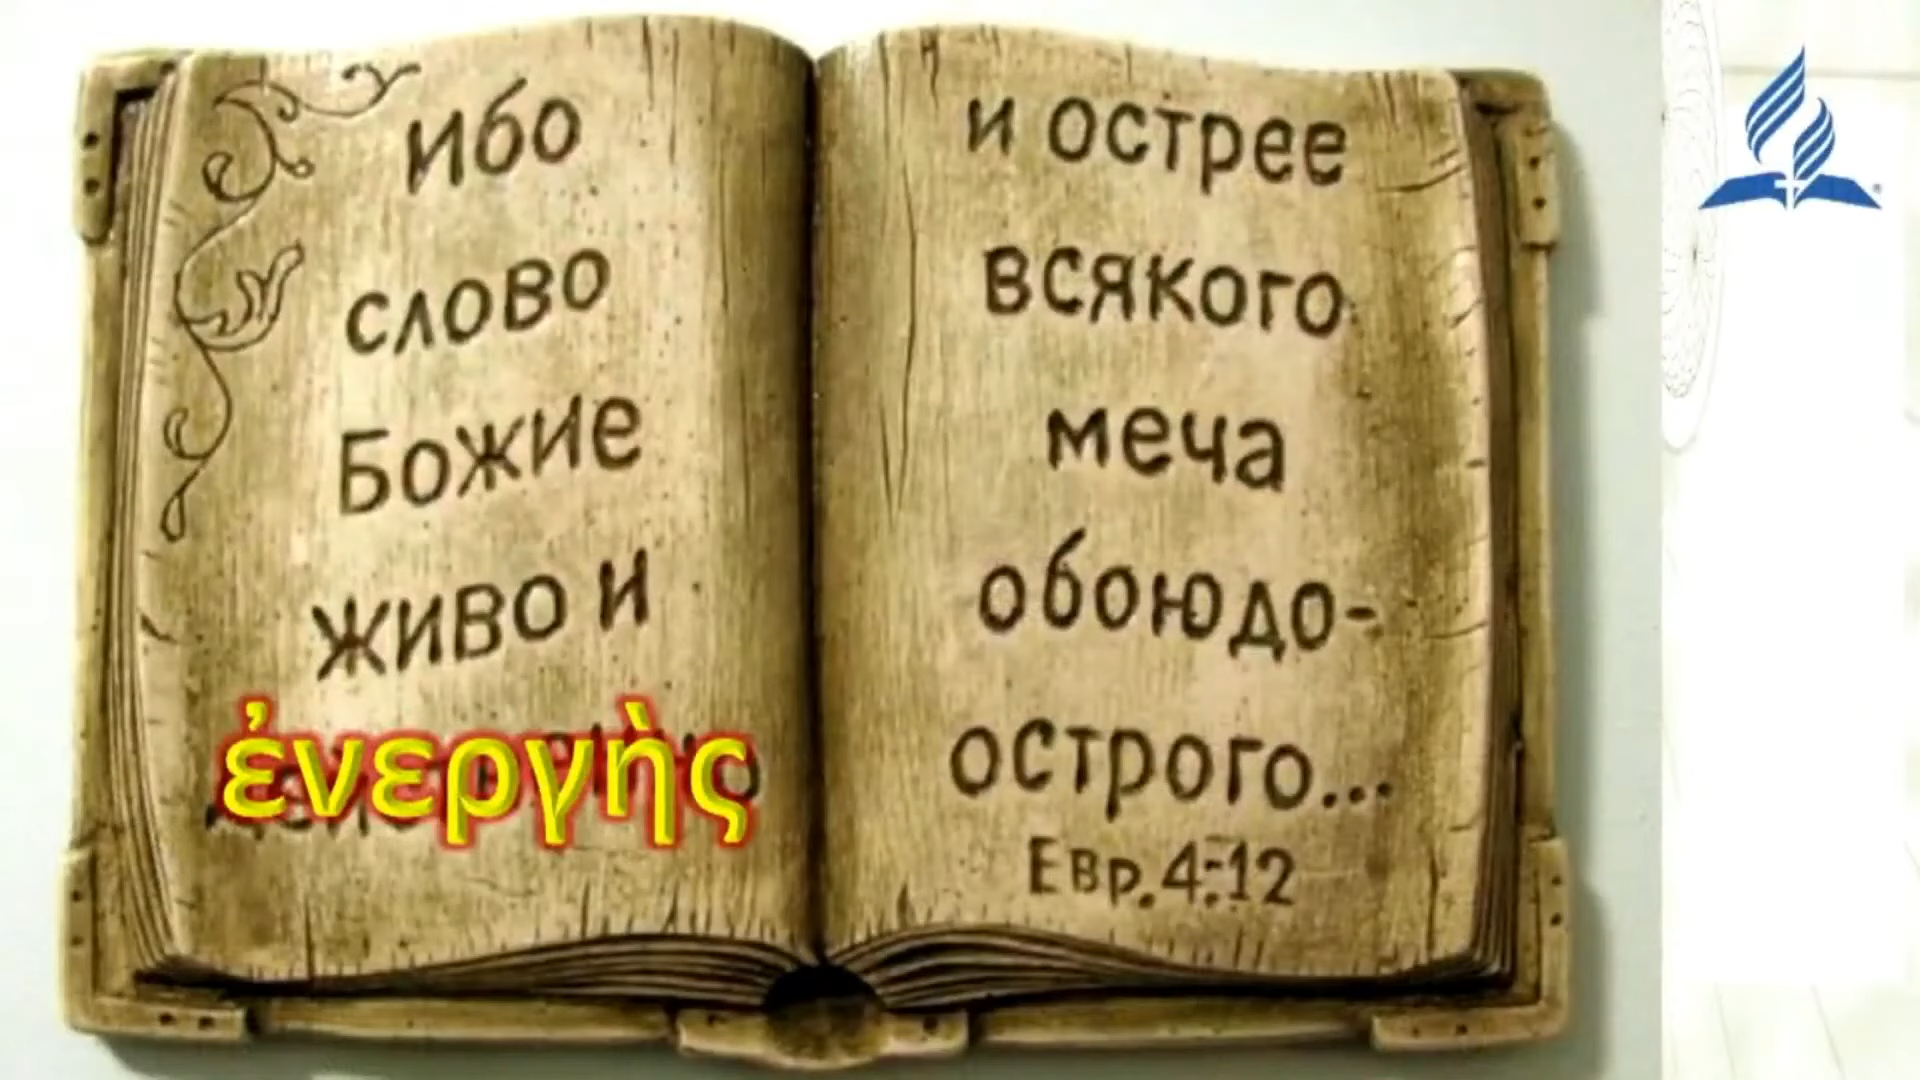 Ибо
слово
Божие
живо и
ἐνεργὴς
и острее
всякого
меча
обоюдо-
острого...
Евр. 4:12